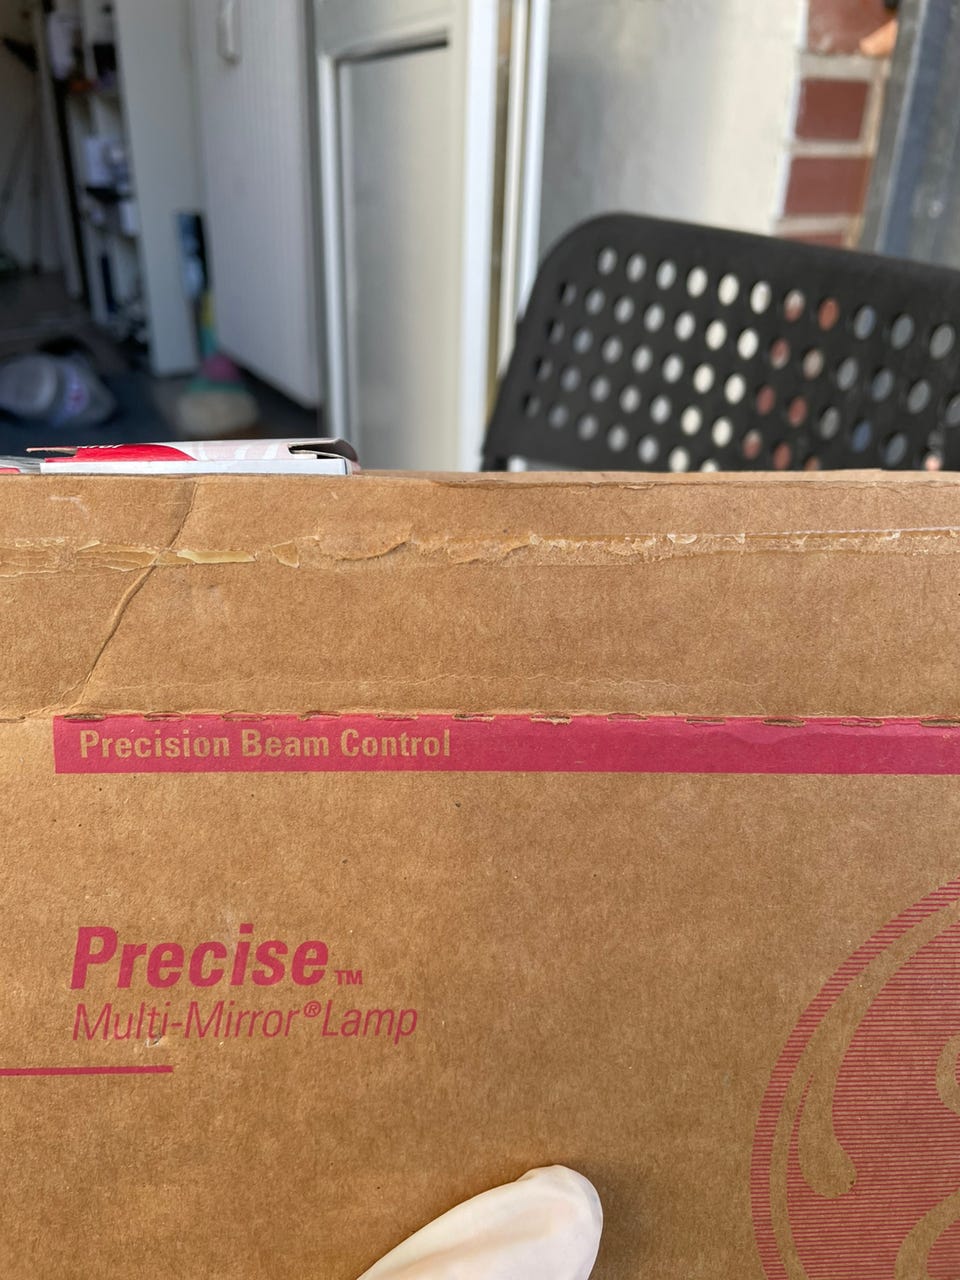 Precision Beam Control
Precise™
Multi-Mirror®Lamp